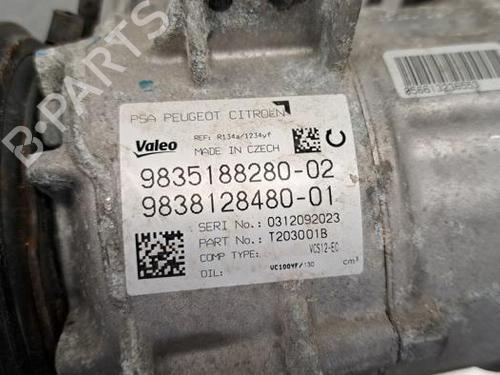 B-PARTS
PSA PEUGEOT CITROËN
Valeo
REF: R134a/1234yf
MADE IN CZECH
9835188280-02
9838128480-01
SERI No.: 0312092023
PART No.: T203001B
COMP TYPE: VCS12-EC
OIL: VC100YF/130 cm³